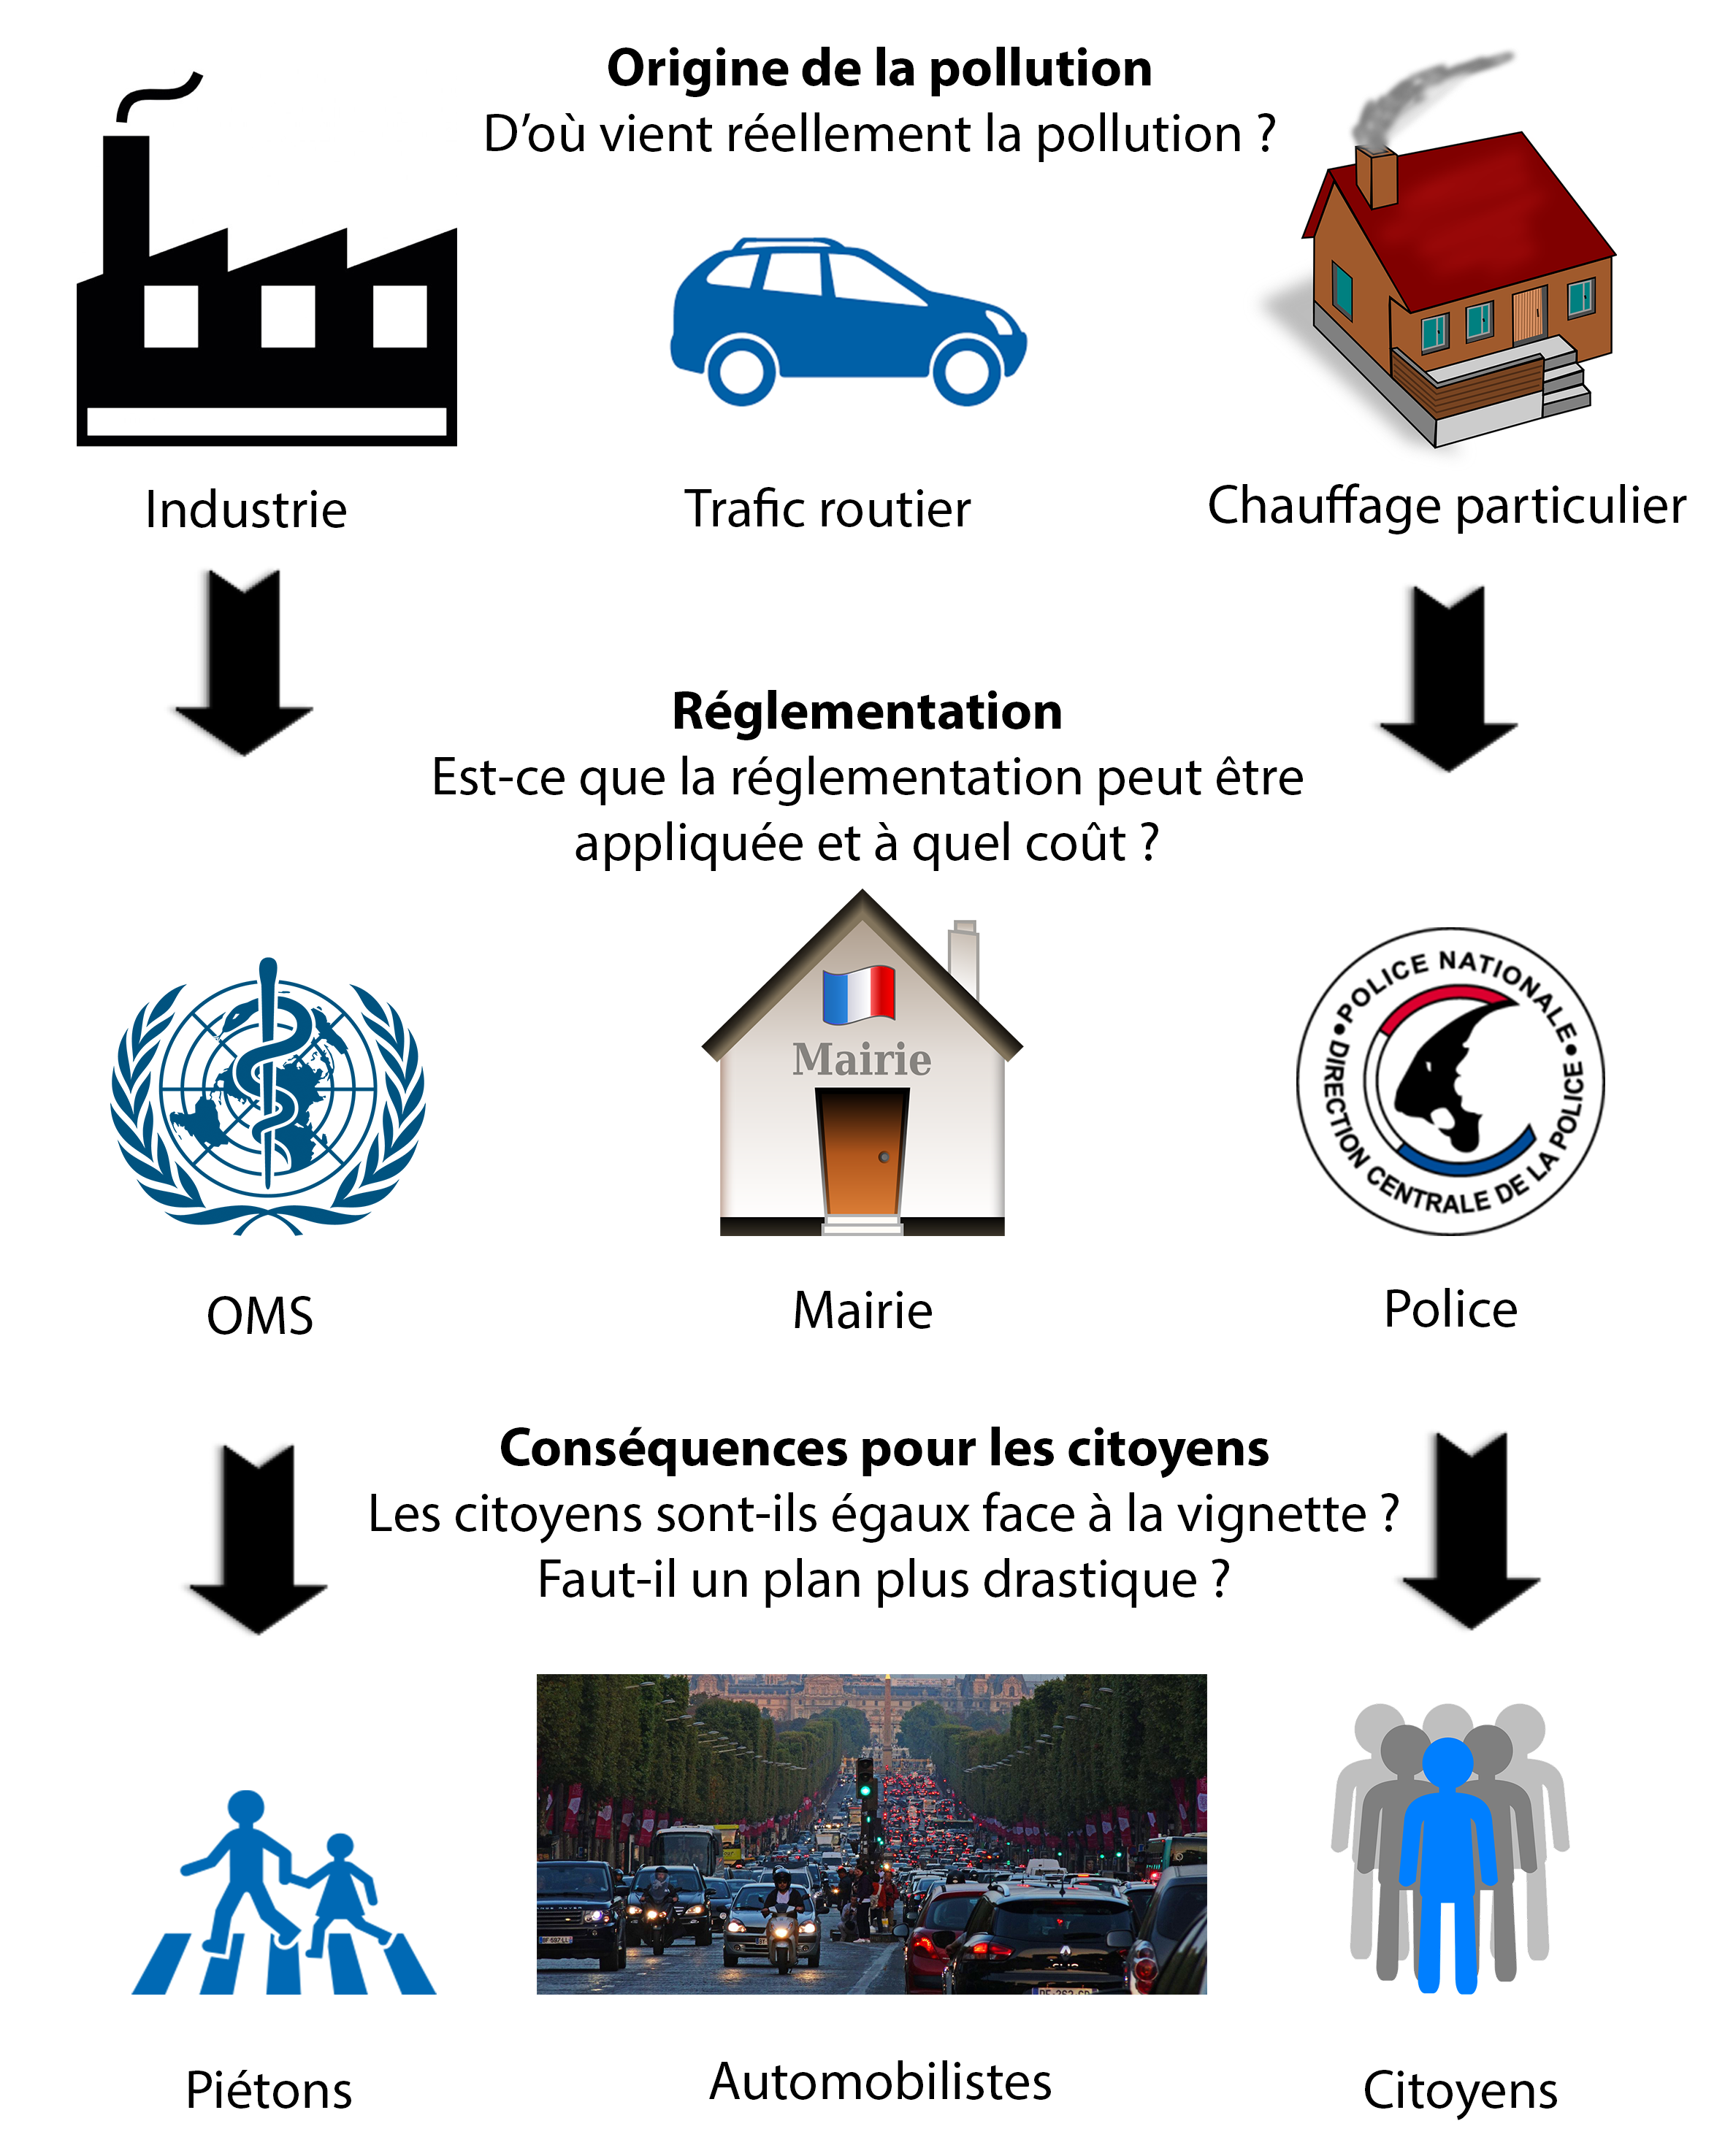 Origine de la pollution
D’où vient réellement la pollution ?
Industrie
Trafic routier
Chauffage particulier
Réglementation
Est-ce que la réglementation peut être
appliquée et à quel coût ?
Mairie
• POLICE NATIONALE •
DIRECTION CENTRALE DE LA POLICE
OMS
Mairie
Police
Conséquences pour les citoyens
Les citoyens sont-ils égaux face à la vignette ?
Faut-il un plan plus drastique ?
Piétons
Automobilistes
Citoyens